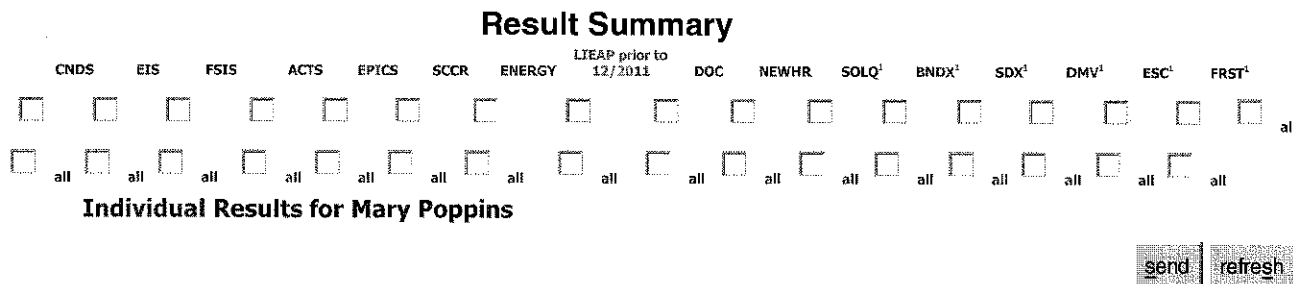 Result Summary
LIEAP prior to
CNDS EIS FSIS ACTS EPICS SCCR ENERGY 12/2011 DOC NEWHR SOLQ¹ BNDX¹ SDX¹ DMV¹ ESC¹ FRST¹
al
all all all all all all all all all all all all all all all all
Individual Results for Mary Poppins
send refresh